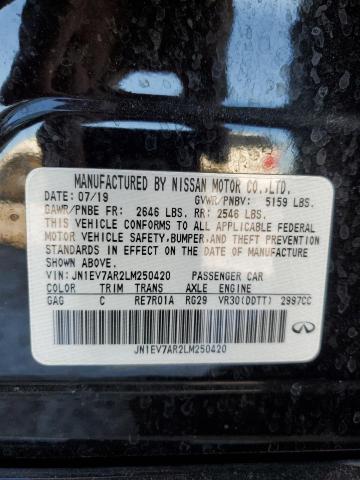 MANUFACTURED BY NISSAN MOTOR CO.,LTD.
DATE: 07/19 GVWR/PNBV: 5159 LBS.
GAWR/PNBE FR: 2646 LBS. RR: 2546 LBS.
THIS VEHICLE CONFORMS TO ALL APPLICABLE FEDERAL
MOTOR VEHICLE SAFETY,BUMPER,AND THEFT PREVENTION
STANDARDS IN EFFECT ON THE DATE OF MANUFACTURE
SHOWN ABOVE.
VIN:JN1EV7AR2LM250420 PASSENGER CAR
COLOR TRIM TRANS AXLE ENGINE
GAG C RE7R01A RG29 VR30(DDTT) 2997CC
JN1EV7AR2LM250420
INFINITI